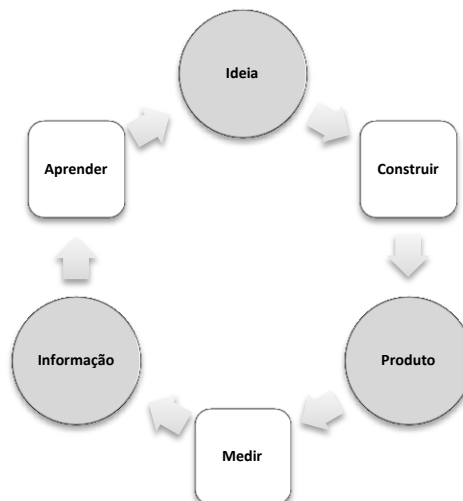 Ideia
Construir
Produto
Medir
Informação
Aprender